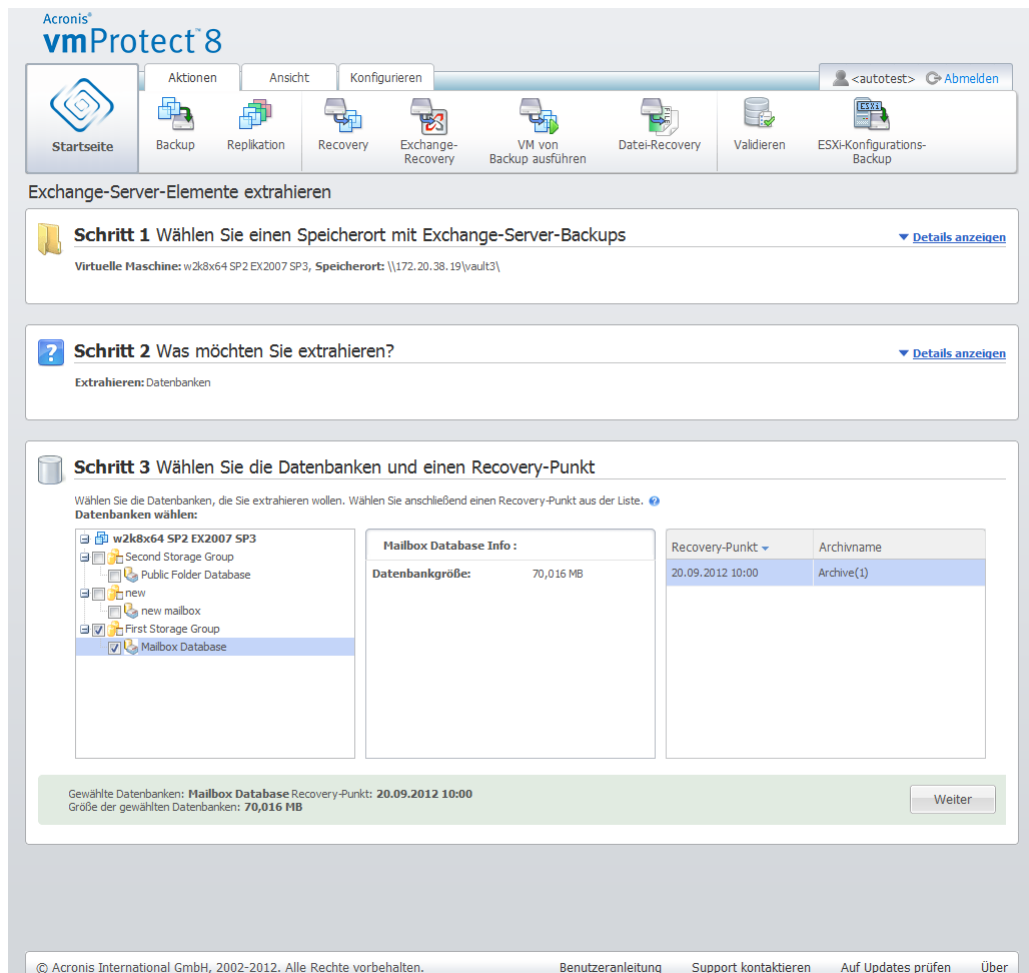 Acronis®
vmProtect™ 8
Aktionen Ansicht Konfigurieren <autotest> Abmelden
Startseite
Backup
Replikation
Recovery
Exchange-
Recovery
VM von
Backup ausführen
Datei-Recovery
Validieren
ESXi
ESXi-Konfigurations-
Backup
Exchange-Server-Elemente extrahieren
Schritt 1 Wählen Sie einen Speicherort mit Exchange-Server-Backups
Details anzeigen
Virtuelle Maschine: w2k8x64 SP2 EX2007 SP3, Speicherort: \\172.20.38.19\vault3\
Schritt 2 Was möchten Sie extrahieren?
Details anzeigen
Extrahieren: Datenbanken
Schritt 3 Wählen Sie die Datenbanken und einen Recovery-Punkt
Wählen Sie die Datenbanken, die Sie extrahieren wollen. Wählen Sie anschließend einen Recovery-Punkt aus der Liste.
Datenbanken wählen:
w2k8x64 SP2 EX2007 SP3
Second Storage Group
Public Folder Database
new
new mailbox
First Storage Group
Mailbox Database
Mailbox Database Info :
Datenbankgröße: 70,016 MB
Recovery-Punkt Archivname
20.09.2012 10:00 Archive(1)
Gewählte Datenbanken: Mailbox Database Recovery-Punkt: 20.09.2012 10:00
Größe der gewählten Datenbanken: 70,016 MB
Weiter
© Acronis International GmbH, 2002-2012. Alle Rechte vorbehalten. Benutzeranleitung Support kontaktieren Auf Updates prüfen Über